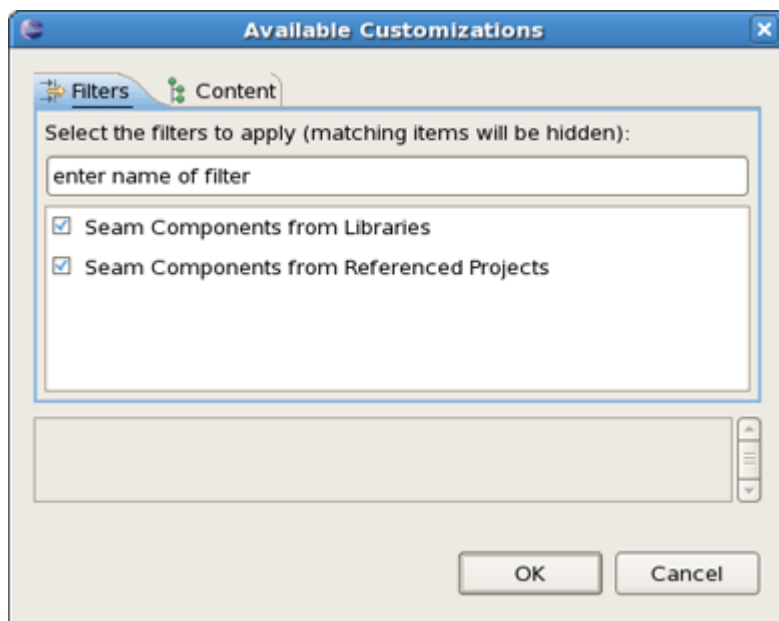 Available Customizations
Filters
Content
Select the filters to apply (matching items will be hidden):
enter name of filter
Seam Components from Libraries
Seam Components from Referenced Projects
OK
Cancel